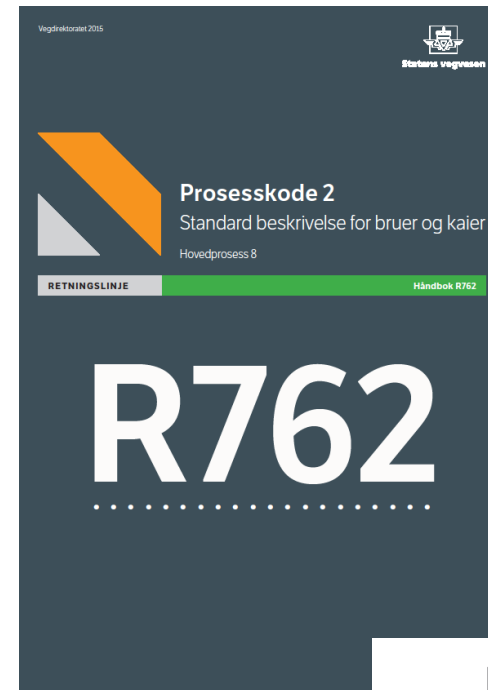 Vegdirektoratet 2015
Statens vegvesen
Prosesskode 2
Standard beskrivelse for bruer og kaier
Hovedprosess 8
RETNINGSLINJE
Håndbok R762
R762